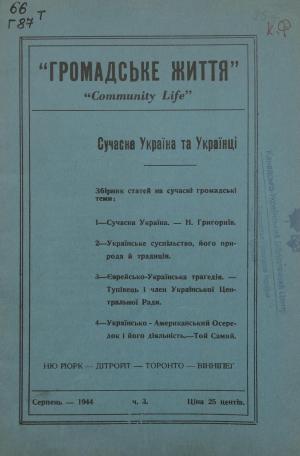 66
Г87 Т
К.Ф
"ГРОМАДСЬКЕ ЖИТТЯ"
"Community Life"
Сучасна Україна та Українці
Збірник статей на сучасні громадські
теми:
1—Сучасна Україна. — Н. Григоріїв.
2—Українське суспільство, його при-
рода й традиція.
3—Єврейсько-Українська трагедія. —
Тупівець і член Української Цен-
тральної Ради.
4—Українсько - Американський Осере-
док і його діяльність.—Той Самий.
НЮ РІОРК — ДІТРОЙТ — ТОРОНТО — ВІННІПЕГ
Серпень — 1944 ч. 3. Ціна 25 центів.